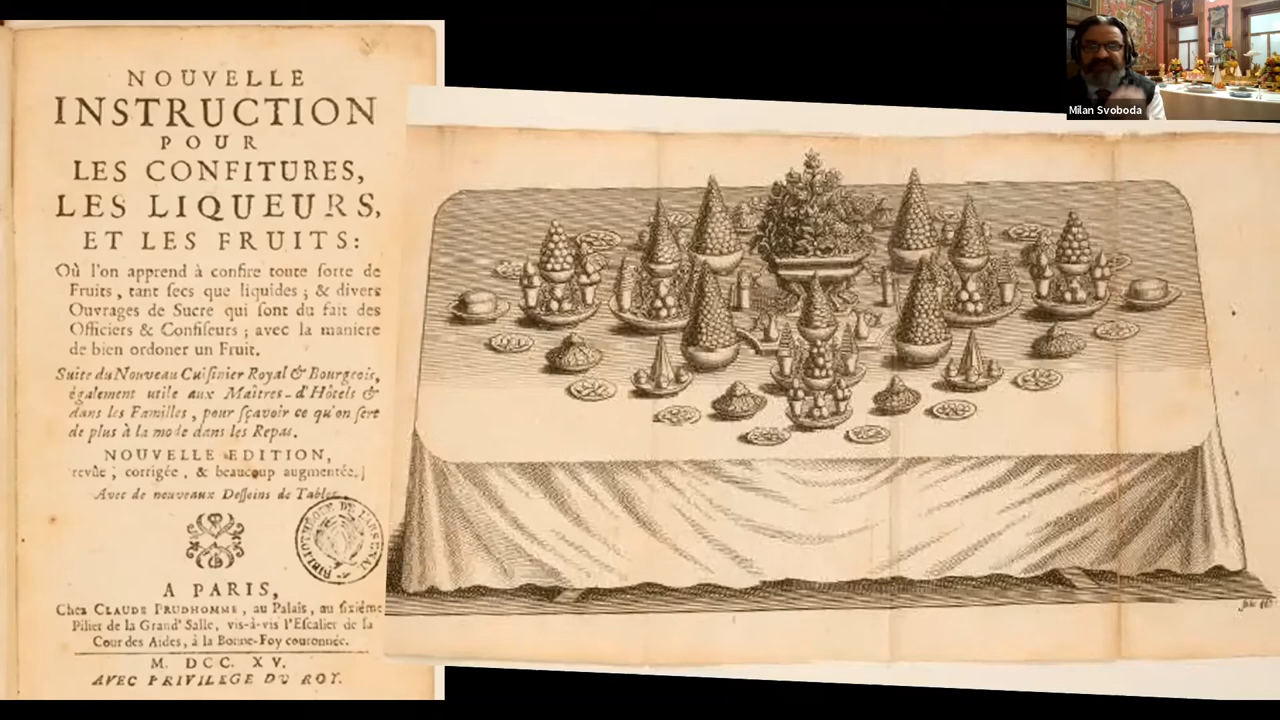 NOUVELLE
INSTRUCTION
POUR
LES CONFITURES,
LES LIQUEURS,
ET LES FRUITS:
Où l'on apprend à confire toute ſorte de
Fruits, tant ſecs que liquides; & divers
Ouvrages de Sucre qui ſont du fait des
Officiers & Confiſeurs; avec la maniere
de bien ordoner un Fruit.
Suite du Nouveau Cuiſinier Royal & Bourgeois,
également utile aux Maîtres-d'Hôtels &
dans les Familles, pour ſçavoir ce qu'on ſert
de plus à la mode dans les Repas.
NOUVELLE EDITION,
revûe, corrigée, & beaucoup augmentée.
Avec de nouveaux Deſſeins de Tables.
BIBLIOTHEQUE DE L'ARSENAL
A PARIS,
Chez CLAUDE PRUDHOMME, au Palais, au ſixiéme
Pilier de la Grand' Salle, vis-à-vis l'Eſcalier de la
Cour des Aides, à la Bonne-Foy couronnée.
M. DCC. XV.
AVEC PRIVILEGE DU ROY.
Milan Svoboda